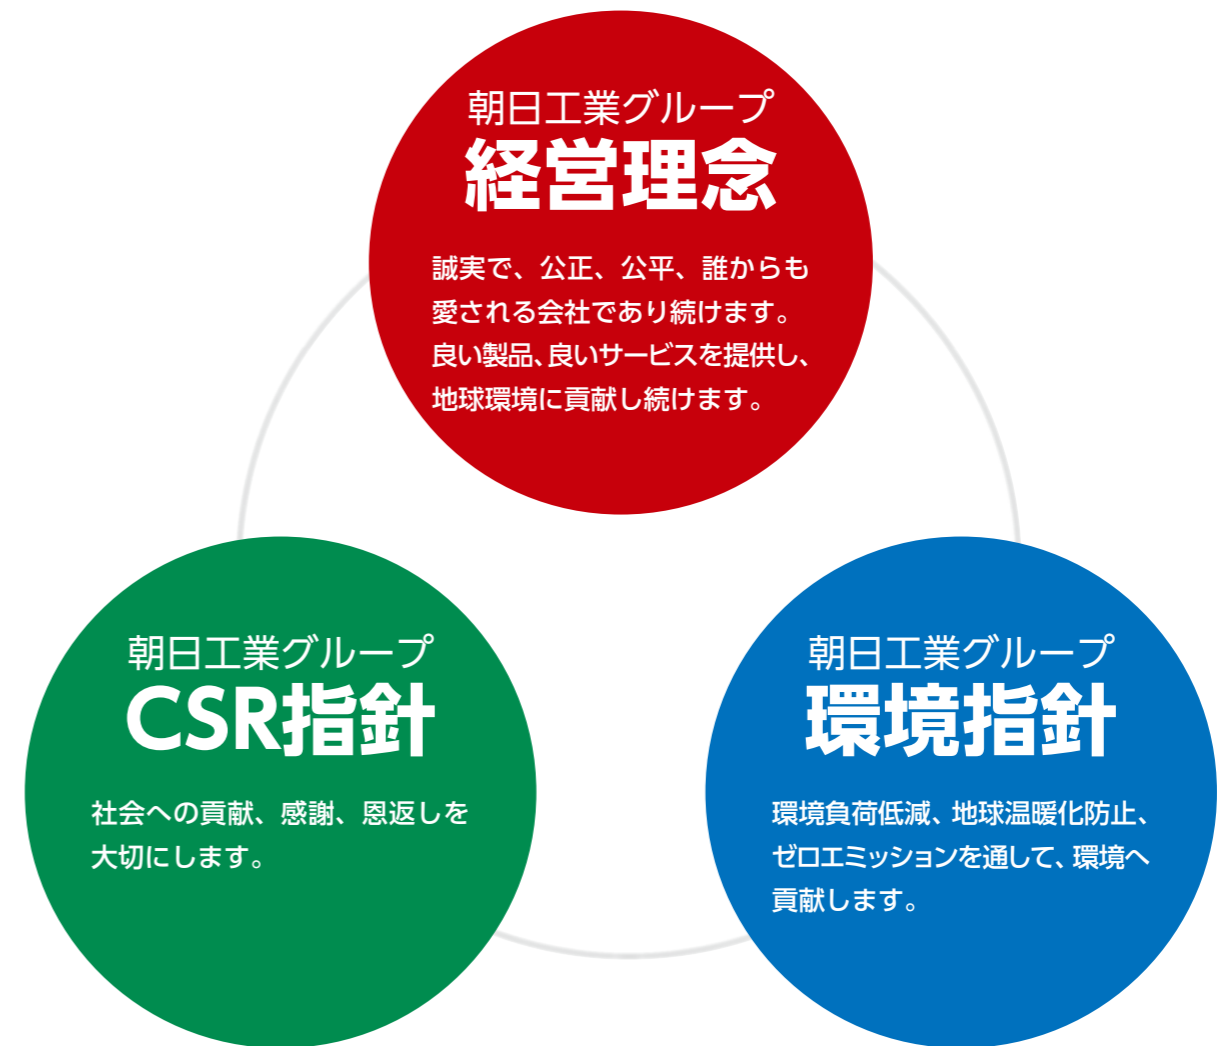 朝日工業グループ
経営理念
誠実で、公正、公平、誰からも
愛される会社であり続けます。
良い製品、良いサービスを提供し、
地球環境に貢献し続けます。
朝日工業グループ
CSR指針
社会への貢献、感謝、恩返しを
大切にします。
朝日工業グループ
環境指針
環境負荷低減、地球温暖化防止、
ゼロエミッションを通して、環境へ
貢献します。